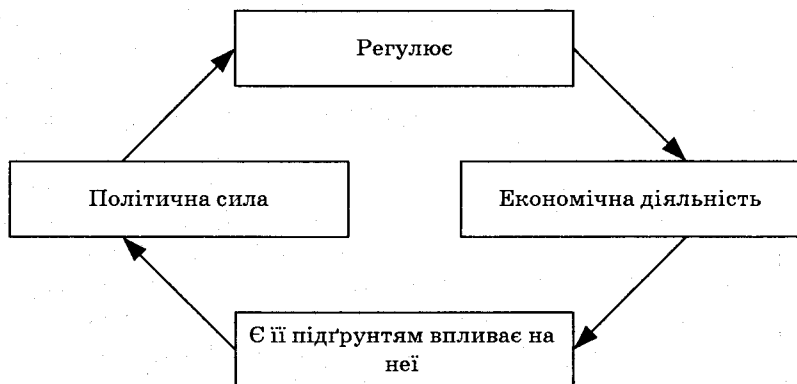 Регулює
Політична сила
Економічна діяльність
Є її підґрунтям впливає на
неї